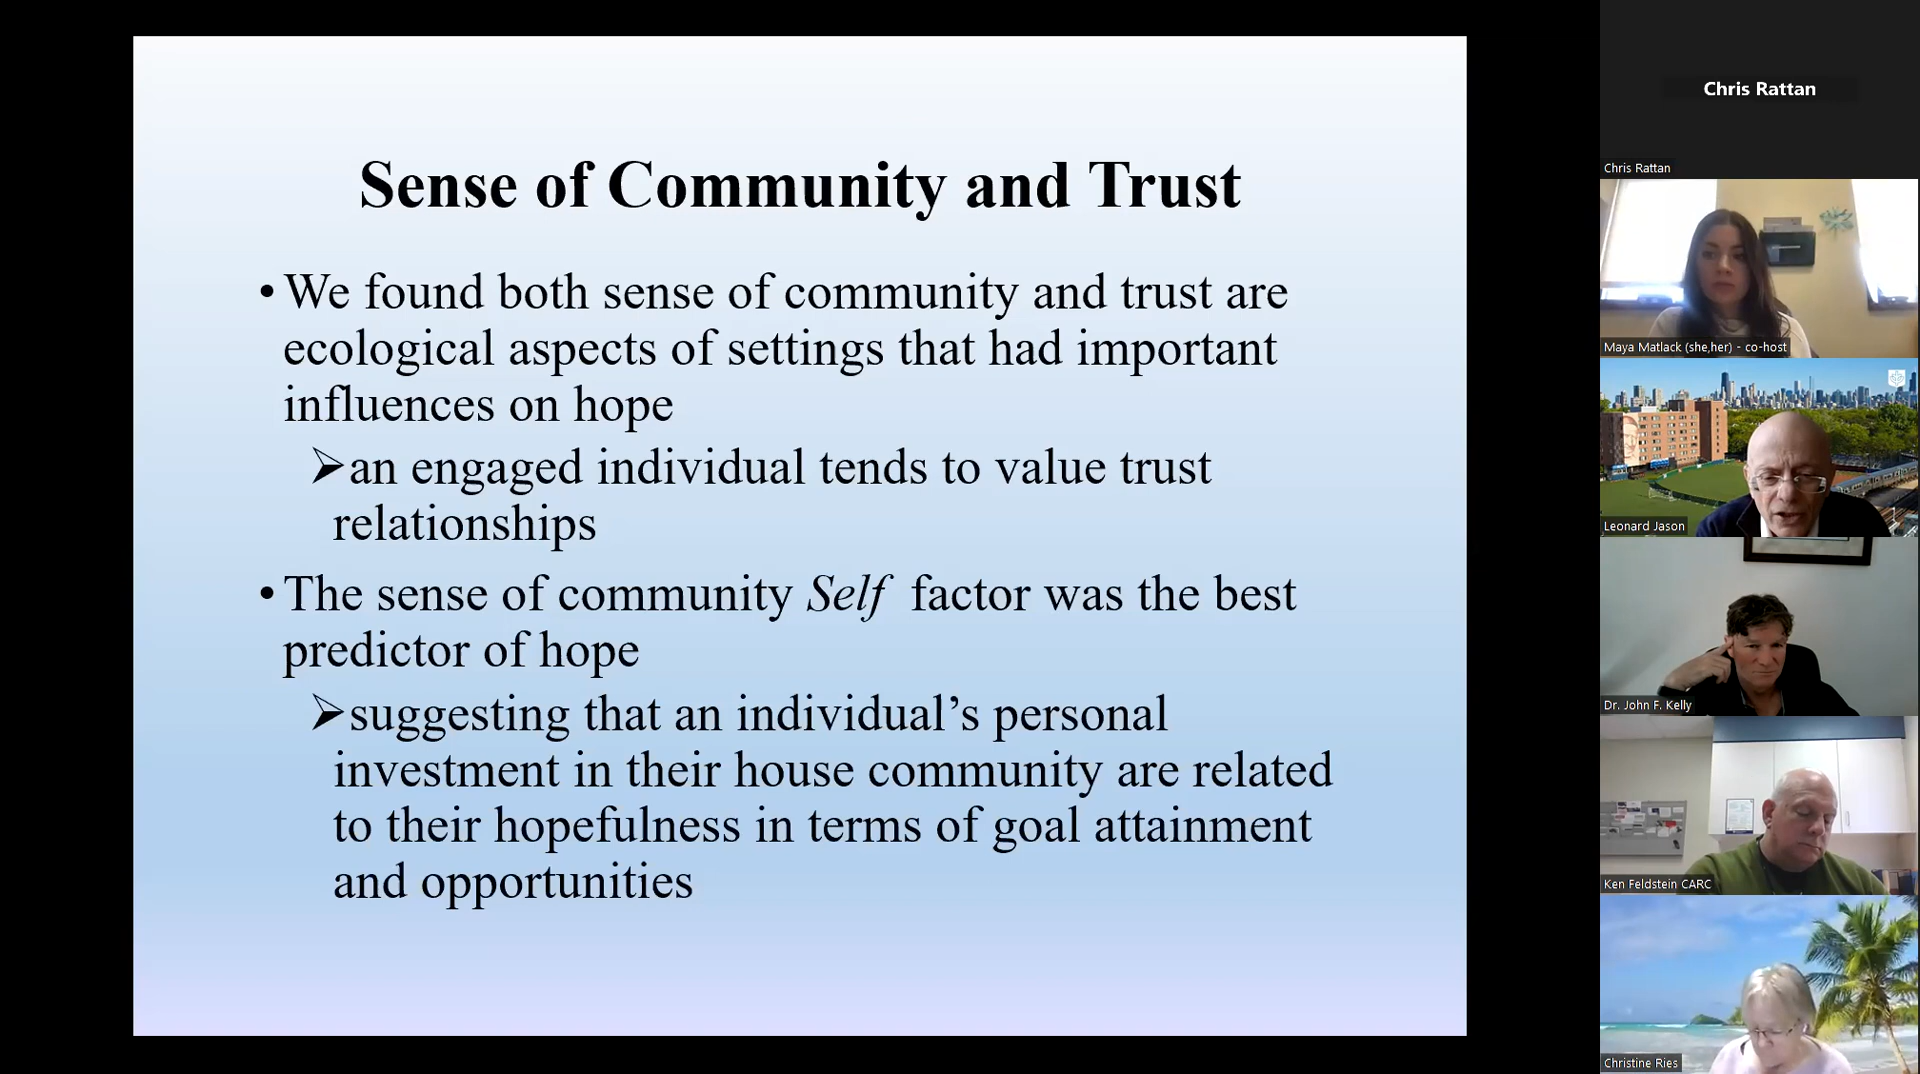 Sense of Community and Trust
• We found both sense of community and trust are
ecological aspects of settings that had important
influences on hope
➢an engaged individual tends to value trust
relationships
• The sense of community Self factor was the best
predictor of hope
➢suggesting that an individual’s personal
investment in their house community are related
to their hopefulness in terms of goal attainment
and opportunities
Chris Rattan
Chris Rattan
Maya Matlack (she,her) - co-host
Leonard Jason
Dr. John F. Kelly
Ken Feldstein CARC
Christine Ries